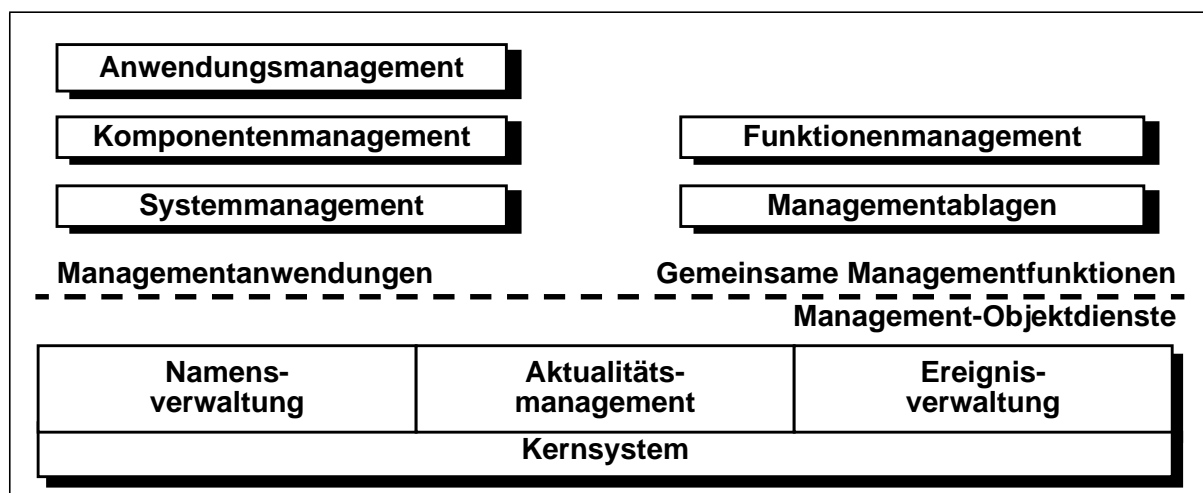 Anwendungsmanagement
Komponentenmanagement
Funktionenmanagement
Systemmanagement
Managementablagen
Managementanwendungen
Gemeinsame Managementfunktionen
Management-Objektdienste
Namens-
verwaltung
Aktualitäts-
management
Ereignis-
verwaltung
Kernsystem